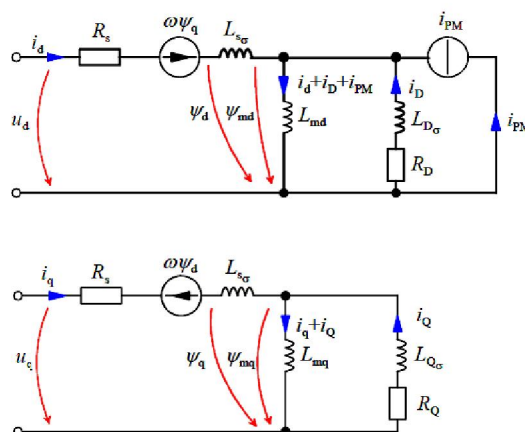 i_d R_s ωψ_q L_sσ i_PM
u_d ψ_d ψ_md i_d+i_D+i_PM L_md i_D L_Dσ R_D i_PM
i_q R_s ωψ_d L_sσ
u_q ψ_q ψ_mq i_q+i_Q L_mq i_Q L_Qσ R_Q